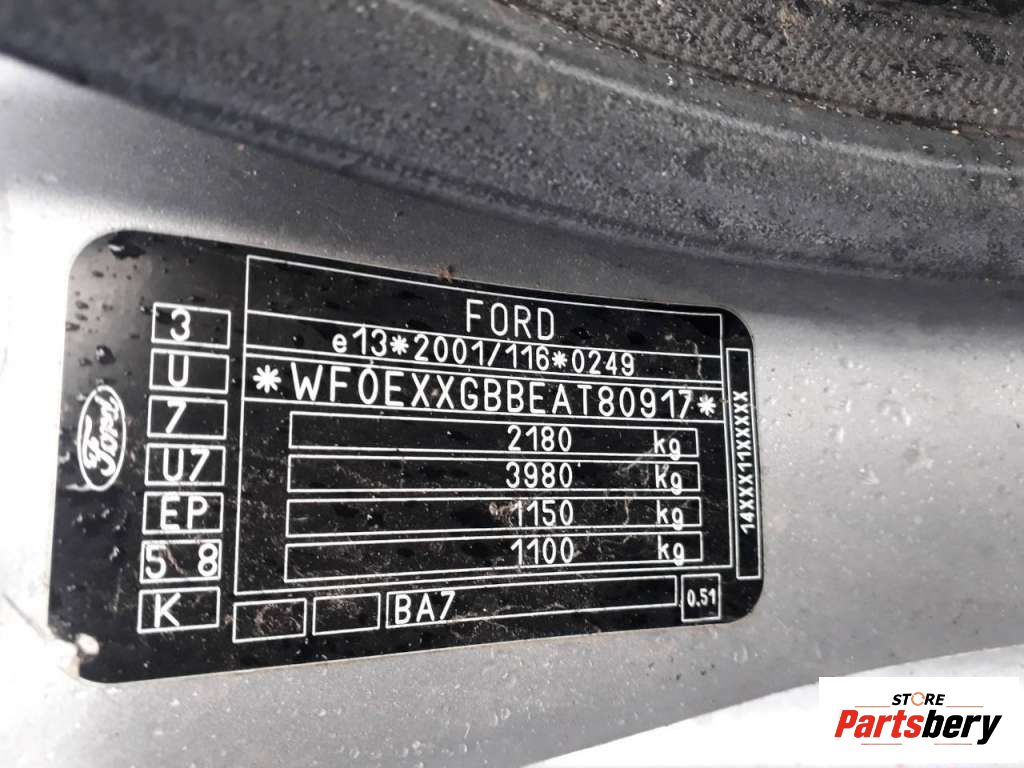 FORD
e13*2001/116*0249
*WF0EXXGBBEAT80917*
2180 kg
3980 kg
1150 kg
1100 kg
3
U
7
U7
EP
5 8
K
Ford
BA7
0.51
14XXX11XXXXX
STORE
Partsbery